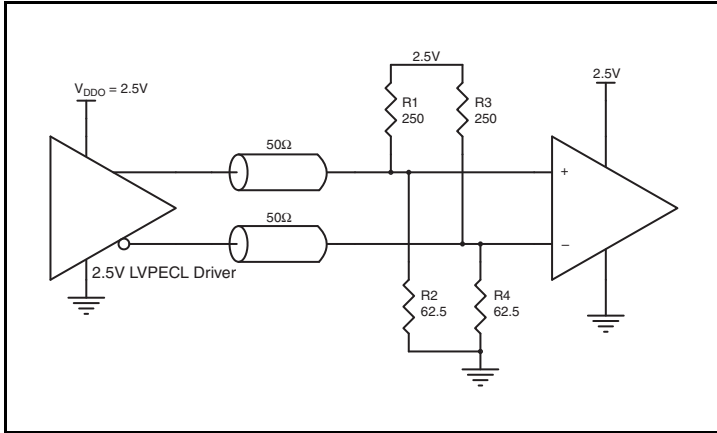 2.5V
V_DDO = 2.5V
2.5V
R1
250
R3
250
50Ω
+
50Ω
−
2.5V LVPECL Driver
R2
62.5
R4
62.5